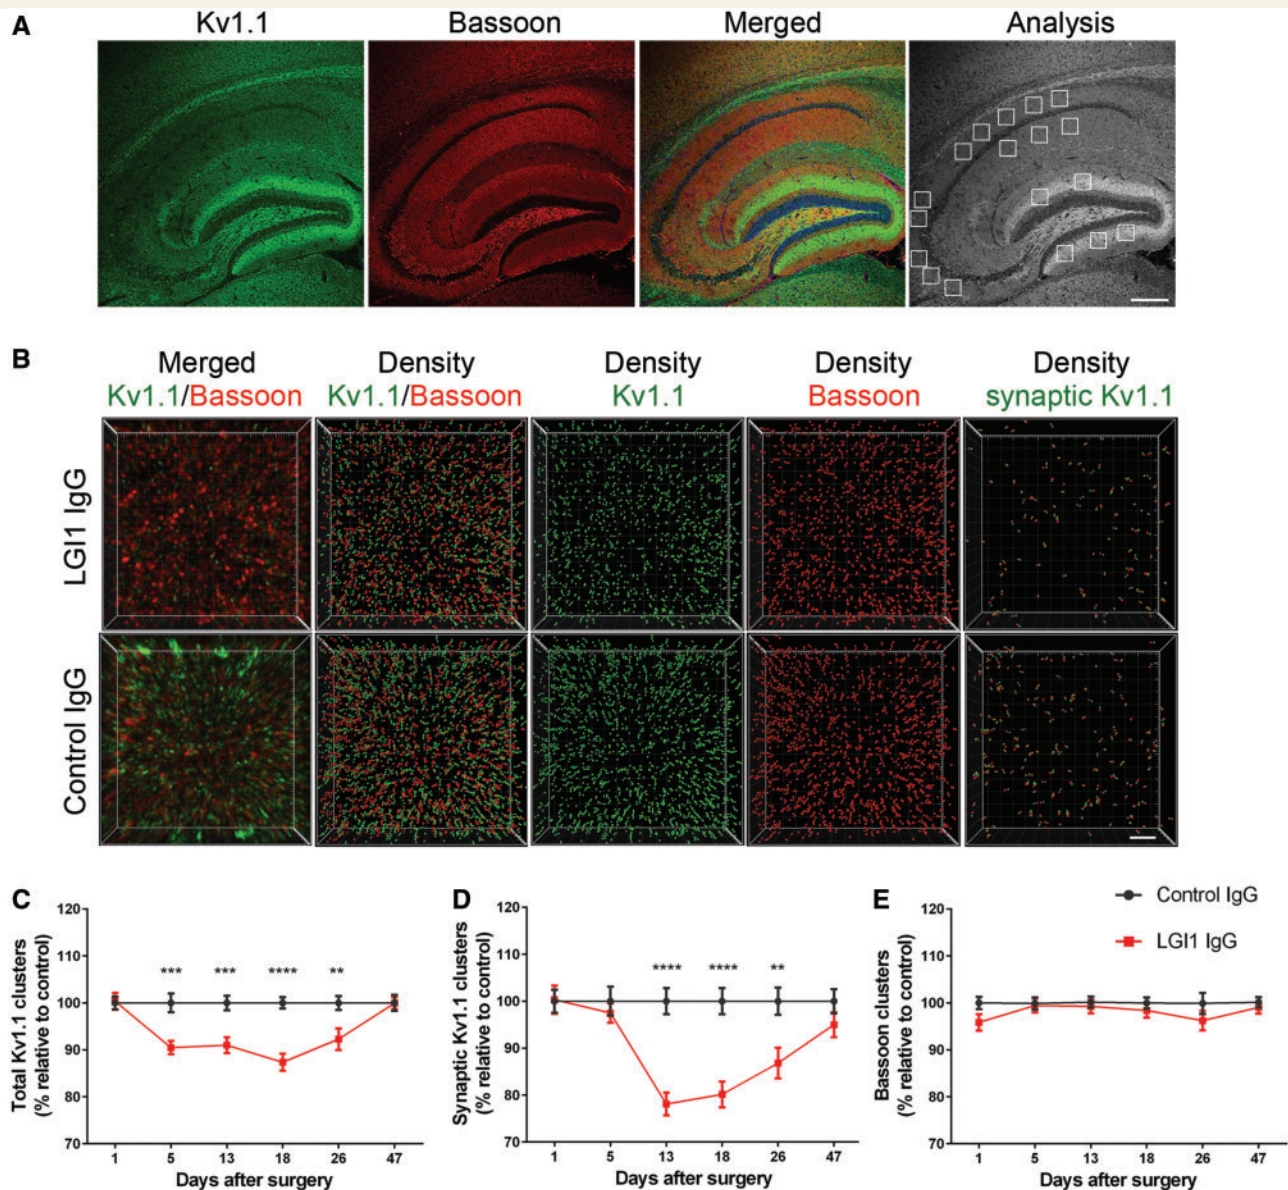 A
Kv1.1
Bassoon
Merged
Analysis
B
Merged
Kv1.1/Bassoon
Density
Kv1.1/Bassoon
Density
Kv1.1
Density
Bassoon
Density
synaptic Kv1.1
LGI1 IgG
Control IgG
C
Total Kv1.1 clusters
(% relative to control)
120
110
100
90
80
70
*** *** **** **
1 5 13 18 26 47
Days after surgery
D
Synaptic Kv1.1 clusters
(% relative to control)
120
110
100
90
80
70
**** **** **
1 5 13 18 26 47
Days after surgery
E
Control IgG
LGI1 IgG
Bassoon clusters
(% relative to control)
120
110
100
90
80
70
1 5 13 18 26 47
Days after surgery